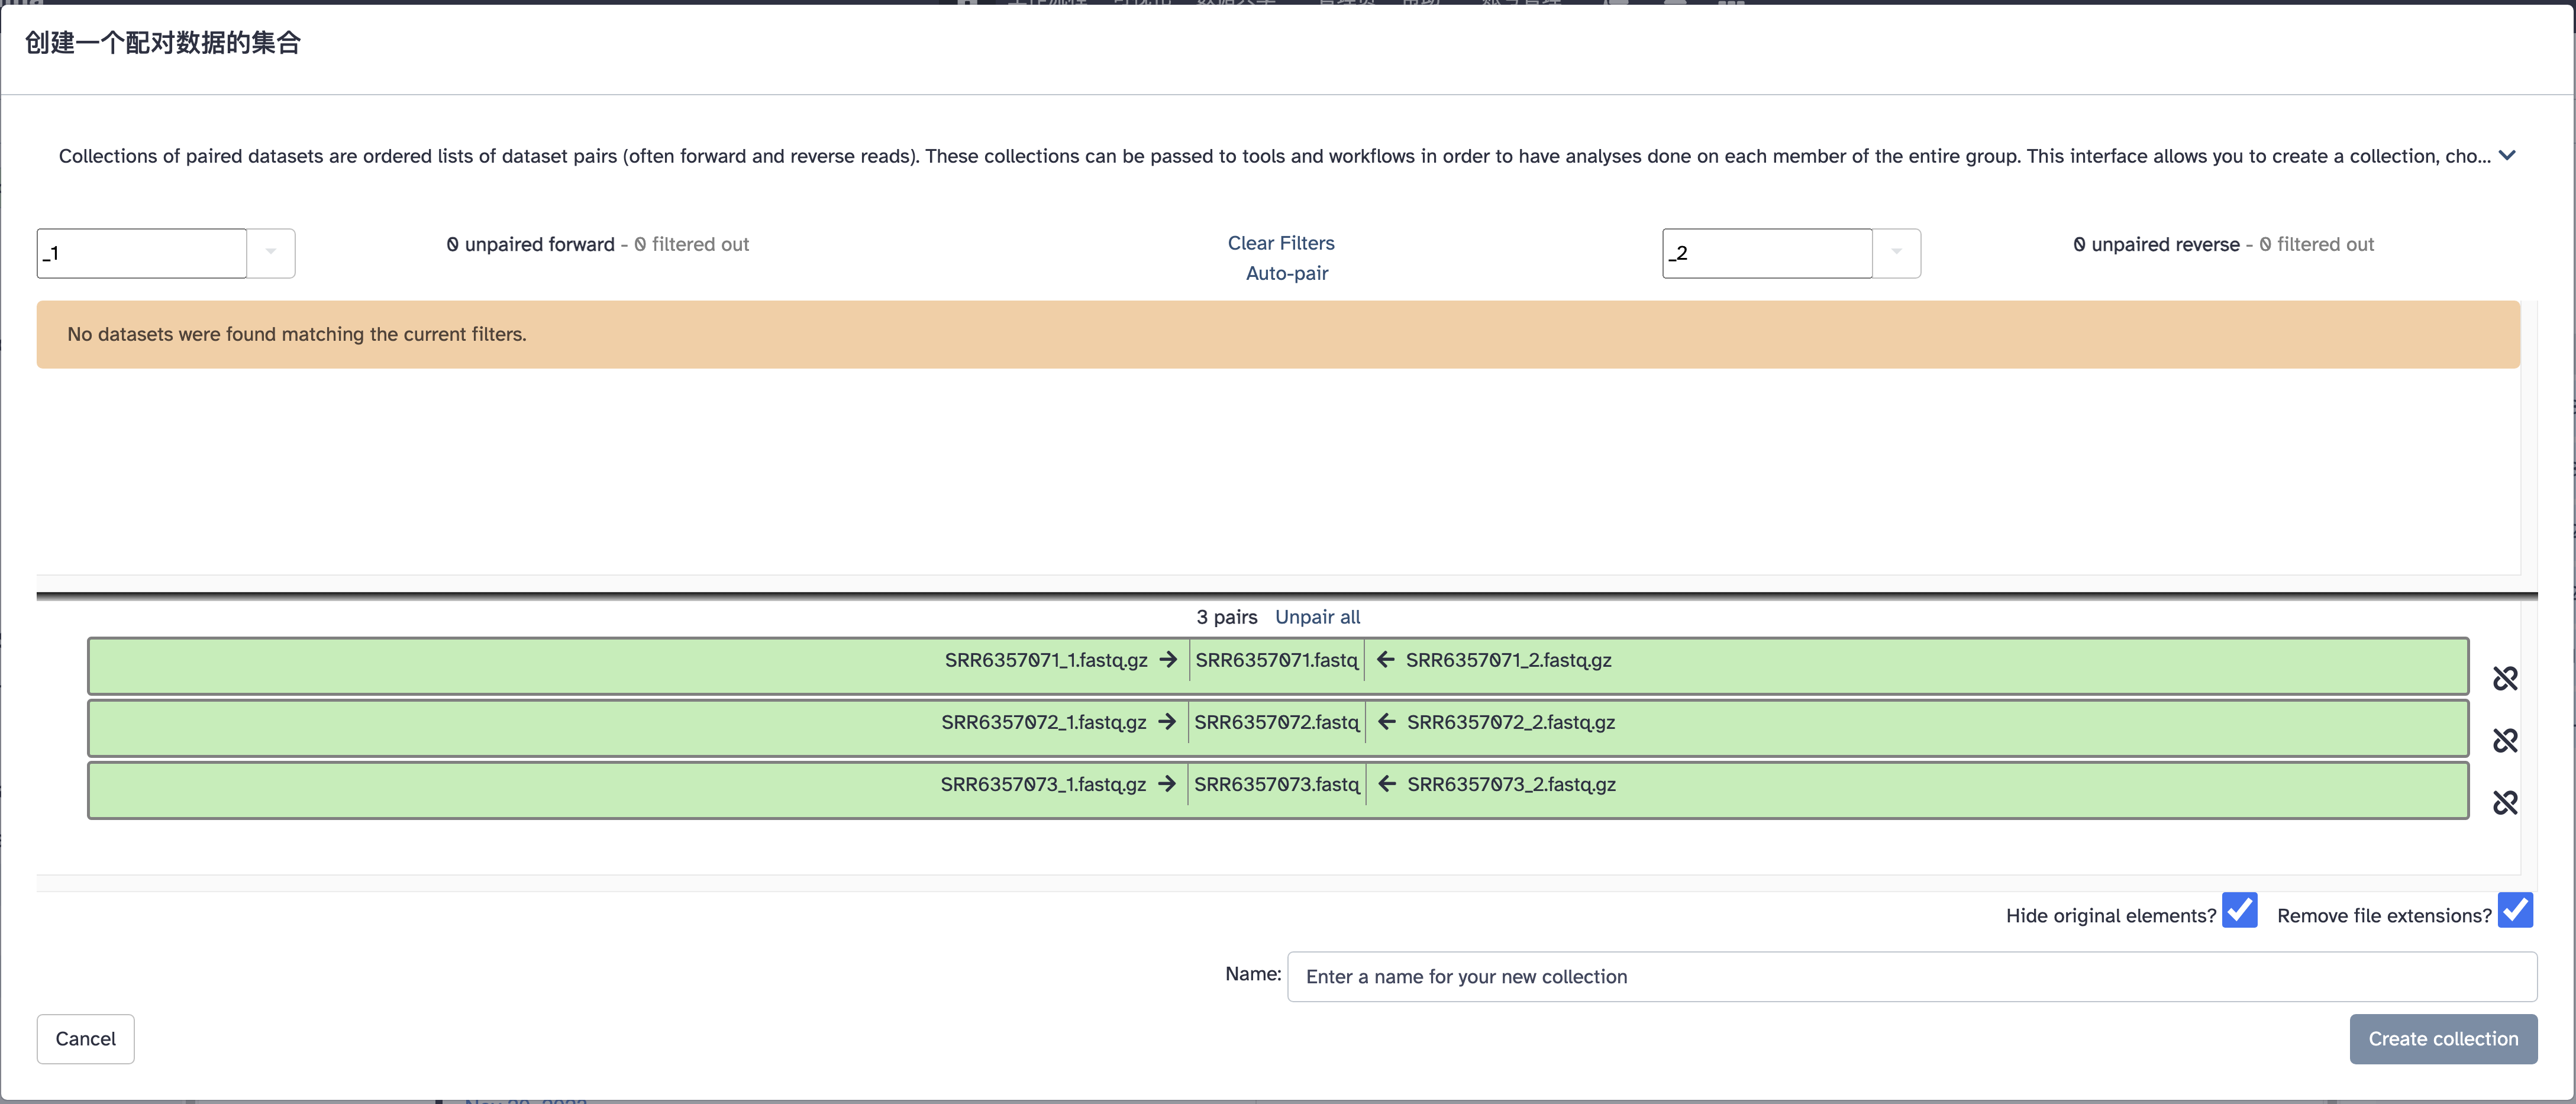 创建一个配对数据的集合
Collections of paired datasets are ordered lists of dataset pairs (often forward and reverse reads). These collections can be passed to tools and workflows in order to have analyses done on each member of the entire group. This interface allows you to create a collection, cho...
_1
0 unpaired forward - 0 filtered out
Clear Filters
Auto-pair
_2
0 unpaired reverse - 0 filtered out
No datasets were found matching the current filters.
3 pairs Unpair all
SRR6357071_1.fastq.gz → SRR6357071.fastq ← SRR6357071_2.fastq.gz
SRR6357072_1.fastq.gz → SRR6357072.fastq ← SRR6357072_2.fastq.gz
SRR6357073_1.fastq.gz → SRR6357073.fastq ← SRR6357073_2.fastq.gz
Hide original elements? Remove file extensions?
Name: Enter a name for your new collection
Cancel
Create collection